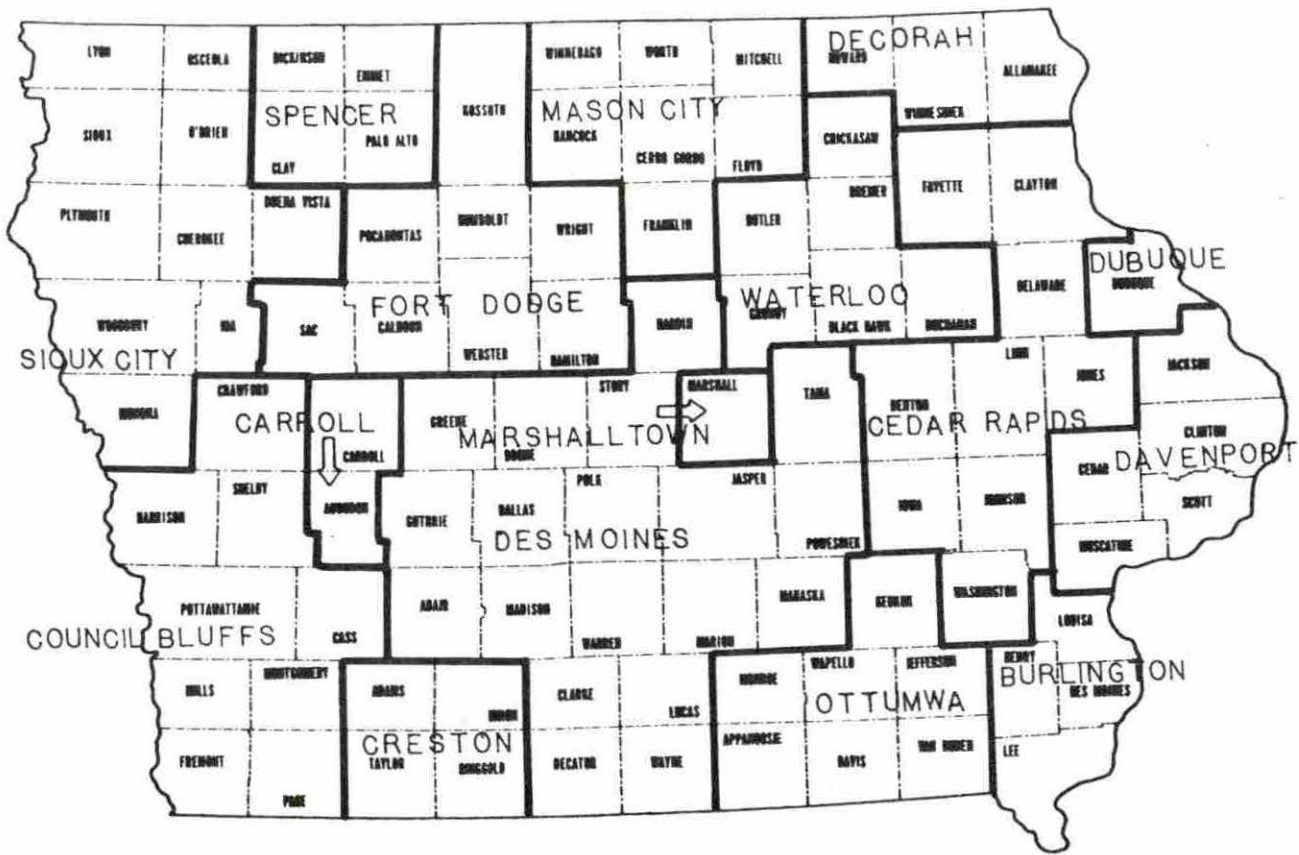 DECORAH
LYON
OSCEOLA
DICKINSON
EMMET
KOSSUTH
WINNEBAGO
WORTH
MITCHELL
HOWARD
WINNESHIEK
ALLAMAKEE
SPENCER
MASON CITY
SIOUX
O'BRIEN
CLAY
PALO ALTO
HANCOCK
CERRO GORDO
FLOYD
CHICKASAW
FAYETTE
CLAYTON
PLYMOUTH
CHEROKEE
BUENA VISTA
POCAHONTAS
HUMBOLDT
WRIGHT
FRANKLIN
BUTLER
BREMER
DUBUQUE
DUBUQUE
DELAWARE
FORT DODGE
WATERLOO
WOODBURY
IDA
SAC
CALHOUN
WEBSTER
HAMILTON
HARDIN
GRUNDY
BLACK HAWK
BUCHANAN
SIOUX CITY
MONONA
CRAWFORD
CARROLL
CARROLL
GREENE
BOONE
STORY
MARSHALL
MARSHALLTOWN
TAMA
BENTON
LINN
JONES
JACKSON
CEDAR RAPIDS
CLINTON
CEDAR
DAVENPORT
SCOTT
HARRISON
SHELBY
AUDUBON
GUTHRIE
DALLAS
POLK
JASPER
POWESHIEK
IOWA
JOHNSON
MUSCATINE
DES MOINES
POTTAWATTAMIE
CASS
ADAIR
MADISON
WARREN
MARION
MAHASKA
KEOKUK
WASHINGTON
LOUISA
COUNCIL BLUFFS
MILLS
MONTGOMERY
ADAMS
UNION
CLARKE
LUCAS
MONROE
WAPELLO
JEFFERSON
HENRY
BURLINGTON
DES MOINES
OTTUMWA
CRESTON
FREMONT
PAGE
TAYLOR
RINGGOLD
DECATUR
WAYNE
APPANOOSIE
DAVIS
VAN BUREN
LEE